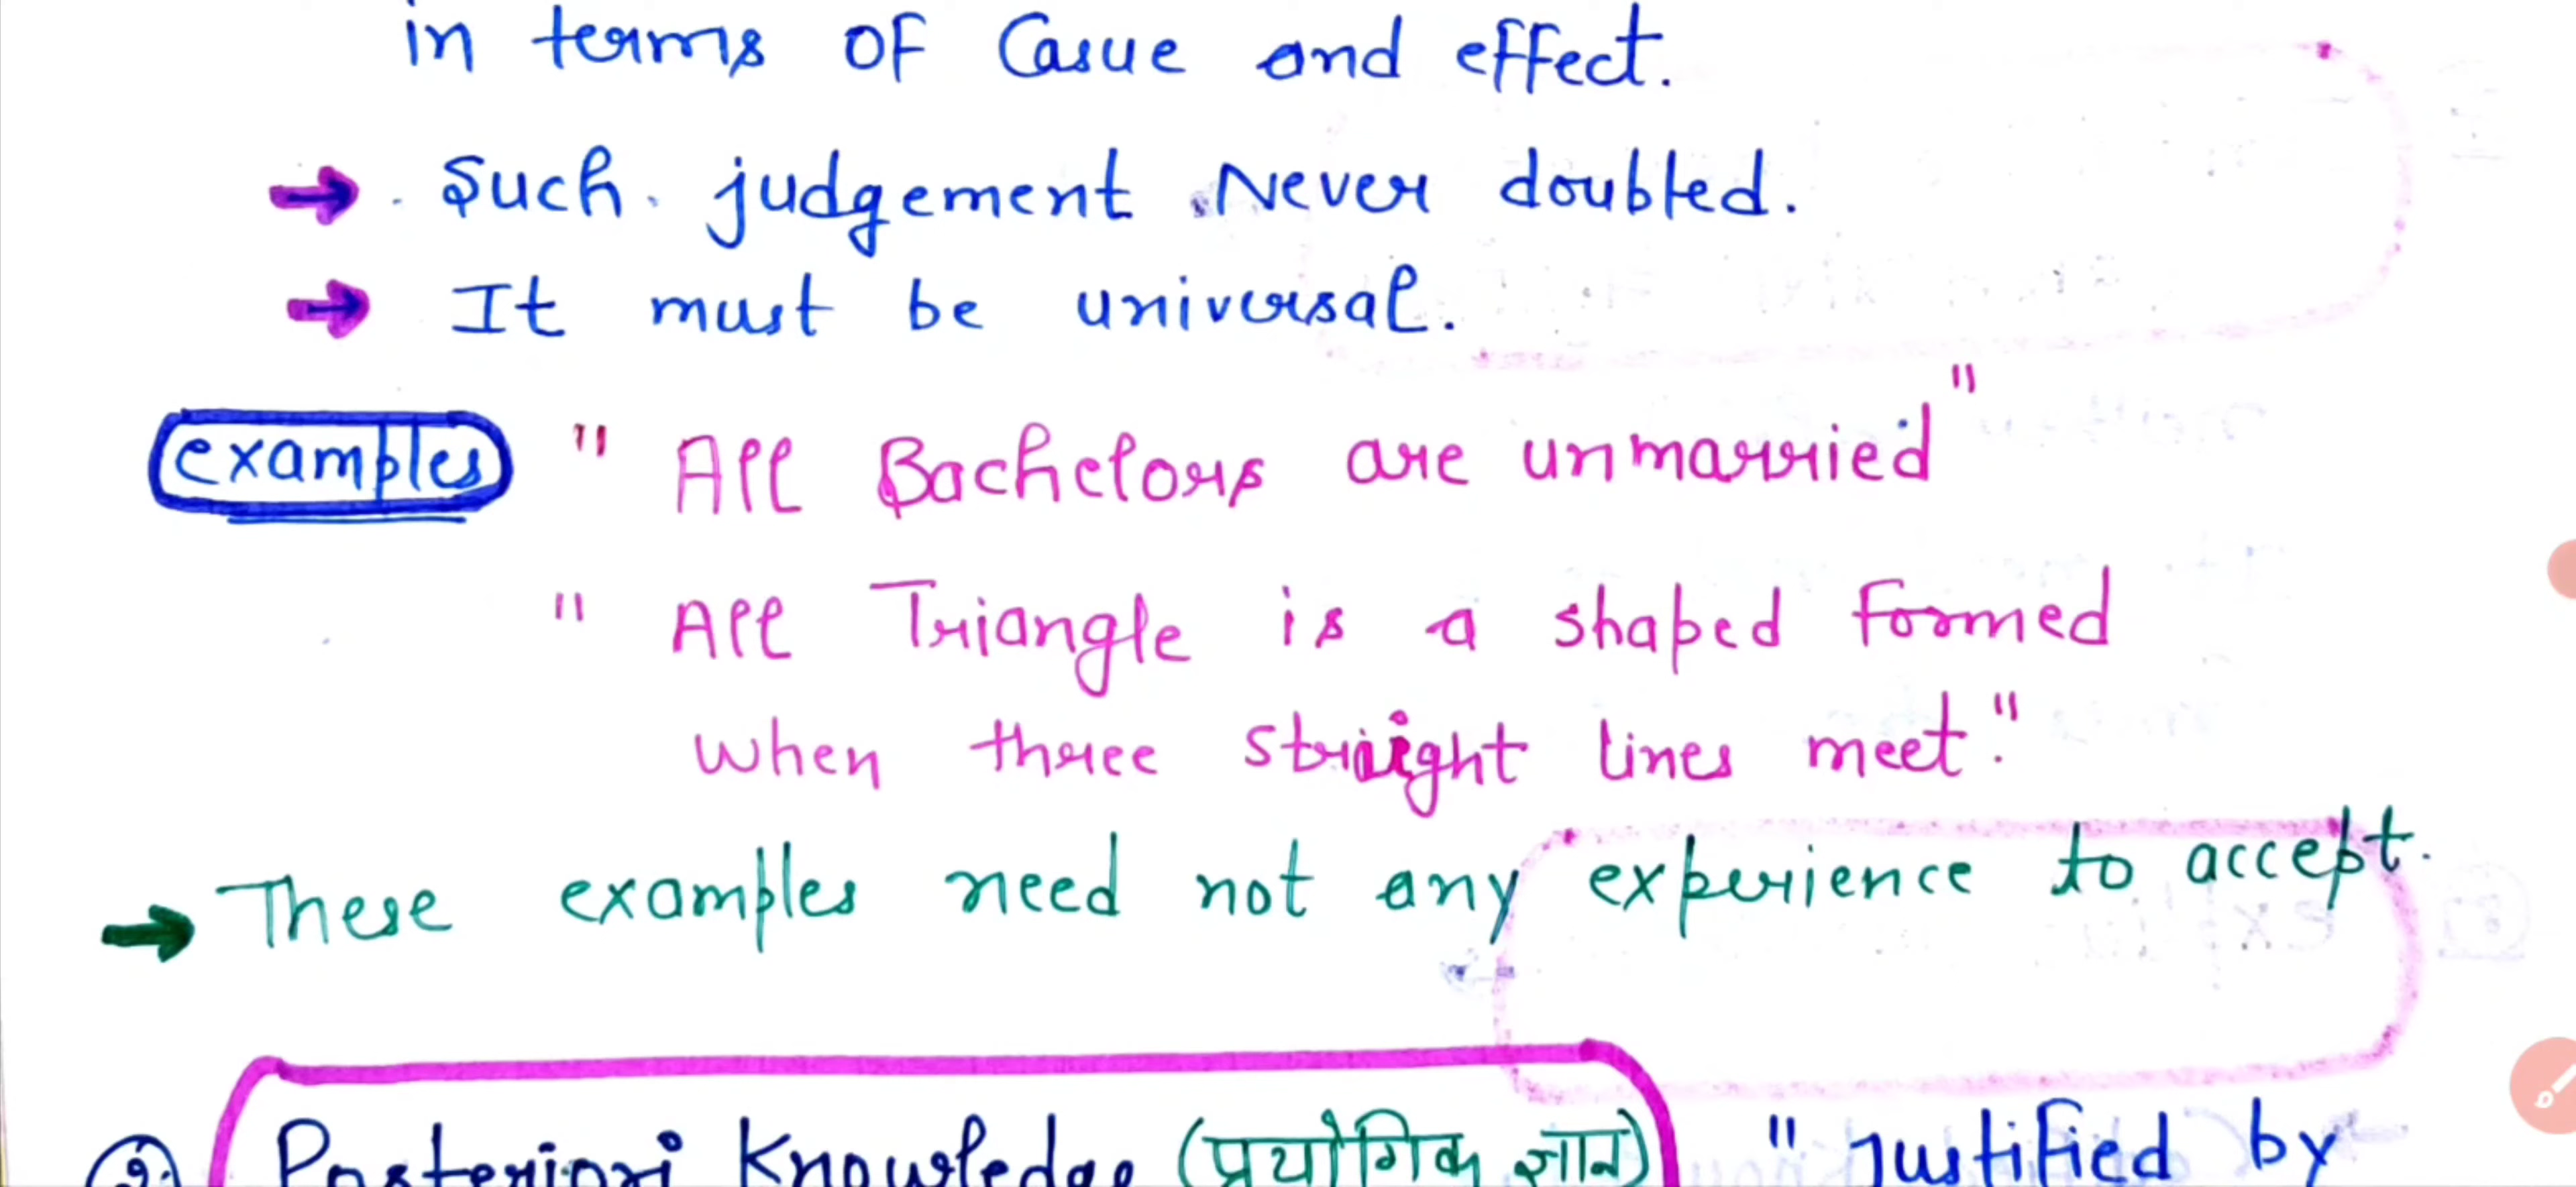 in terms of Casue and effect.
→ Such judgement Never doubted.
→ It must be universal.
examples " All Bachelors are unmarried"
" All Triangle is a shaped formed
when three straight lines meet."
→ These examples need not any experience to accept.
② Posteriori Knowledge (प्रयोगिक ज्ञान) "justified by